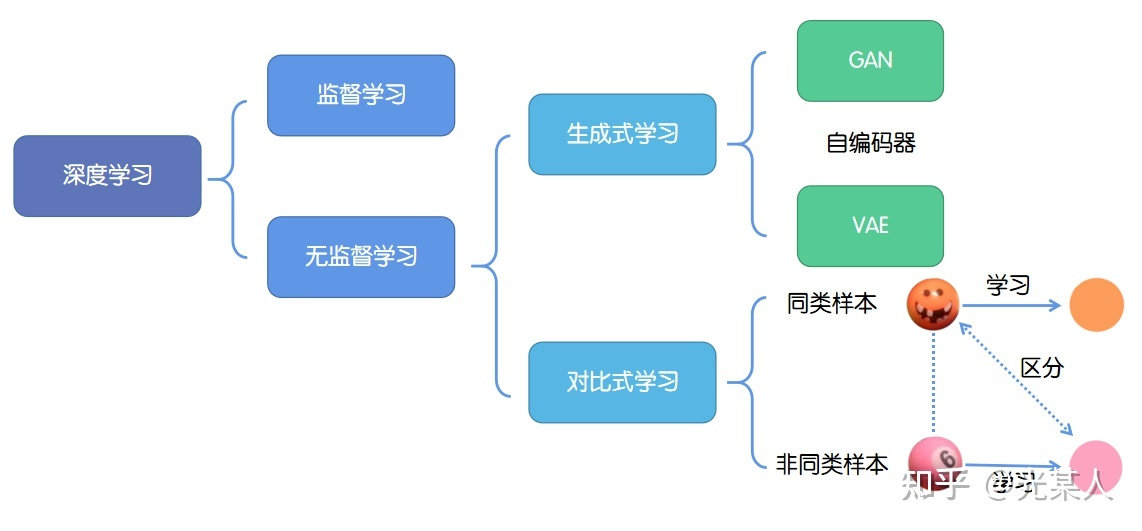 深度学习
监督学习
无监督学习
生成式学习
对比式学习
GAN
自编码器
VAE
同类样本
学习
区分
非同类样本
6
学习
知乎 @光某人